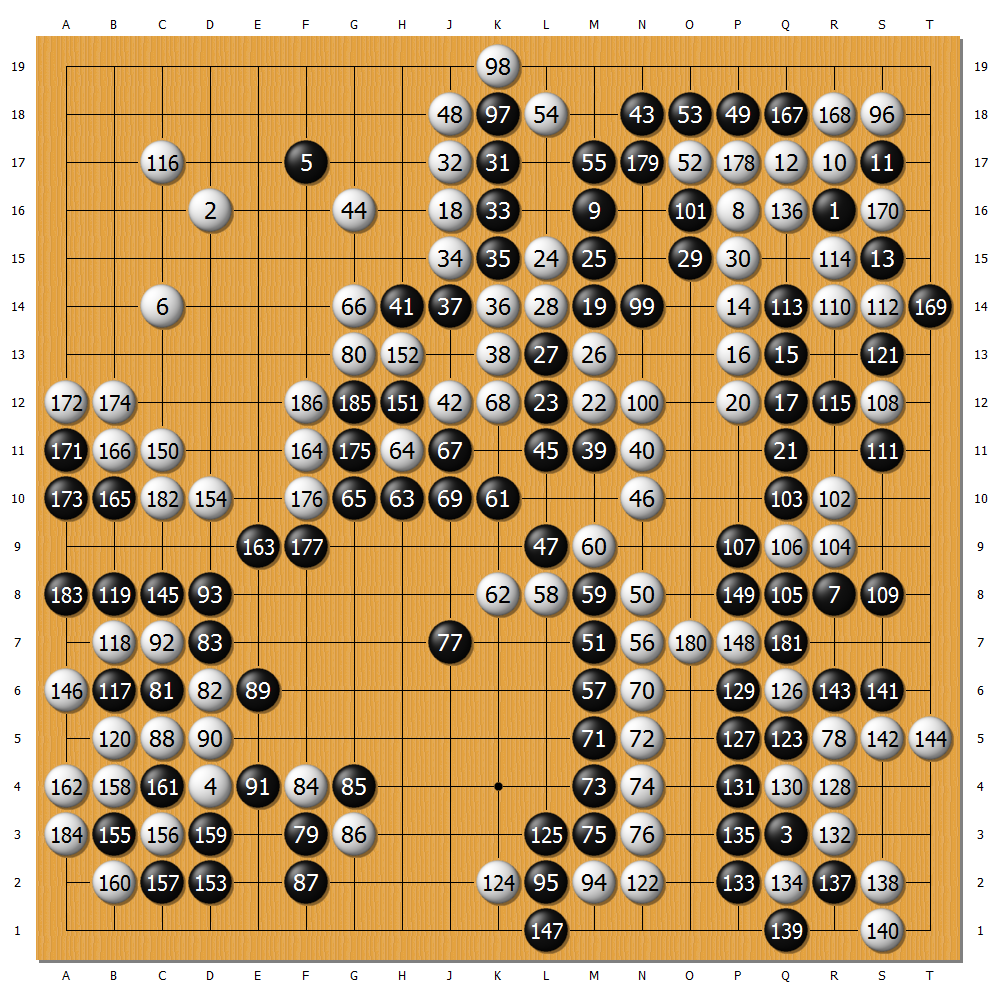 A B C D E F G H J K L M N O P Q R S T
19 98 19
18 48 97 54 43 53 49 167 168 96 18
17 116 5 32 31 55 179 52 178 12 10 11 17
16 2 44 18 33 9 101 8 136 1 170 16
15 34 35 24 25 29 30 114 13 15
14 6 66 41 37 36 28 19 99 14 113 110 112 169 14
13 80 152 38 27 26 16 15 121 13
12 172 174 186 185 151 42 68 23 22 100 20 17 115 108 12
11 171 166 150 164 175 64 67 45 39 40 21 111 11
10 173 165 182 154 176 65 63 69 61 46 103 102 10
9 163 177 47 60 107 106 104 9
8 183 119 145 93 62 58 59 50 149 105 7 109 8
7 118 92 83 77 51 56 180 148 181 7
6 146 117 81 82 89 57 70 129 126 143 141 6
5 120 88 90 71 72 127 123 78 142 144 5
4 162 158 161 4 91 84 85 73 74 131 130 128 4
3 184 155 156 159 79 86 125 75 76 135 3 132 3
2 160 157 153 87 124 95 94 122 133 134 137 138 2
1 147 139 140 1
A B C D E F G H J K L M N O P Q R S T